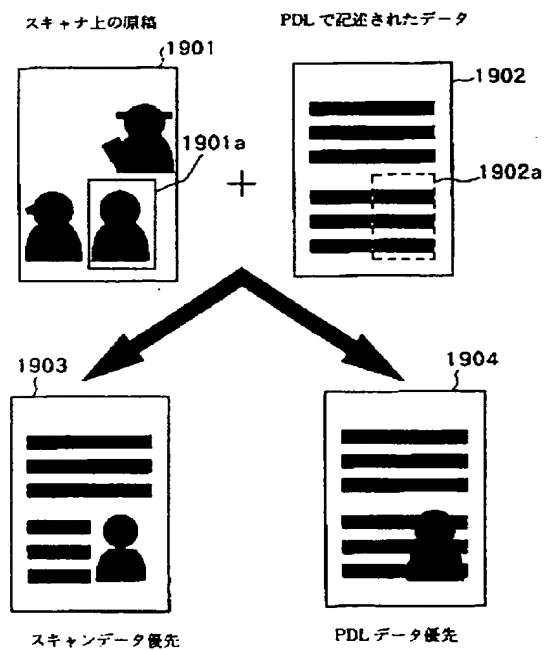 スキャナ上の原稿
PDLで記述されたデータ
1901
1902
1901a
1902a
+
1903
1904
スキャンデータ優先
PDLデータ優先